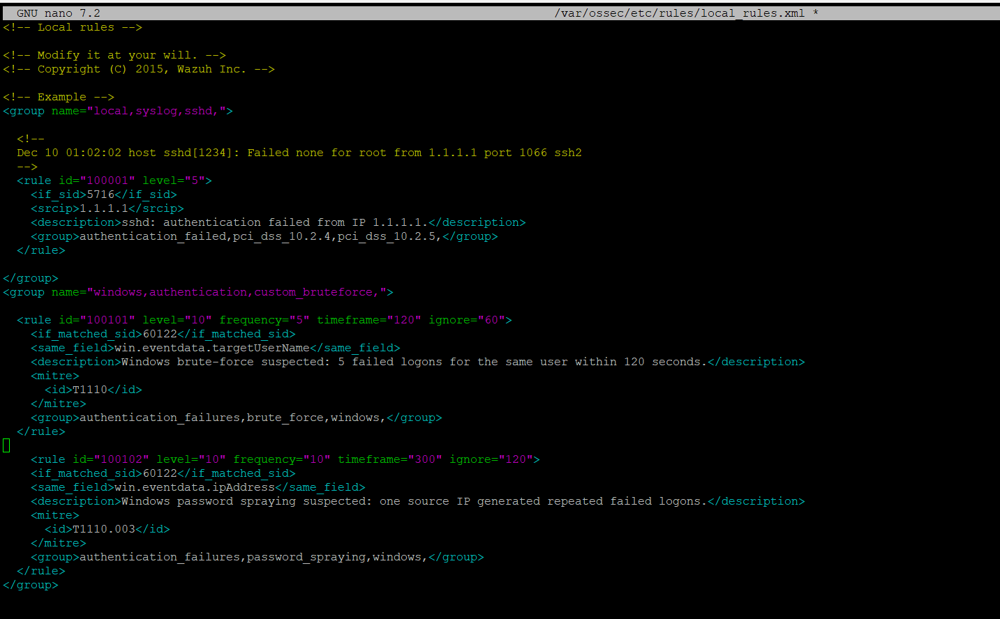 GNU nano 7.2 /var/ossec/etc/rules/local_rules.xml *
<!-- Local rules -->
<!-- Modify it at your will. -->
<!-- Copyright (C) 2015, Wazuh Inc. -->
<!-- Example -->
<group name="local,syslog,sshd,">
<!--
Dec 10 01:02:02 host sshd[1234]: Failed none for root from 1.1.1.1 port 1066 ssh2
-->
<rule id="100001" level="5">
<if_sid>5716</if_sid>
<srcip>1.1.1.1</srcip>
<description>sshd: authentication failed from IP 1.1.1.1.</description>
<group>authentication_failed,pci_dss_10.2.4,pci_dss_10.2.5,</group>
</rule>
</group>
<group name="windows,authentication,custom_bruteforce,">
<rule id="100101" level="10" frequency="5" timeframe="120" ignore="60">
<if_matched_sid>60122</if_matched_sid>
<same_field>win.eventdata.targetUserName</same_field>
<description>Windows brute-force suspected: 5 failed logons for the same user within 120 seconds.</description>
<mitre>
<id>T1110</id>
</mitre>
<group>authentication_failures,brute_force,windows,</group>
</rule>
<rule id="100102" level="10" frequency="10" timeframe="300" ignore="120">
<if_matched_sid>60122</if_matched_sid>
<same_field>win.eventdata.ipAddress</same_field>
<description>Windows password spraying suspected: one source IP generated repeated failed logons.</description>
<mitre>
<id>T1110.003</id>
</mitre>
<group>authentication_failures,password_spraying,windows,</group>
</rule>
</group>